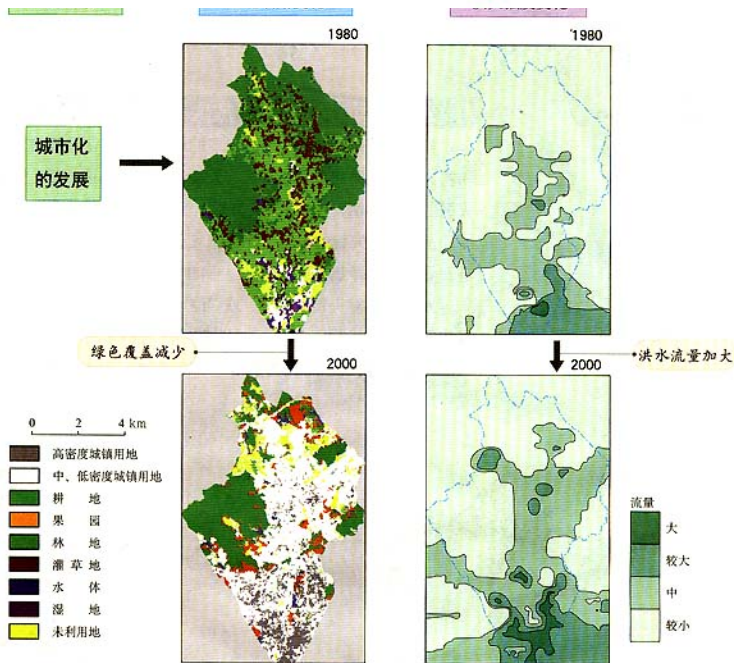 1980
1980
城市化
的发展
绿色覆盖减少
洪水流量加大
2000
2000
0 2 4 km
高密度城镇用地
中、低密度城镇用地
耕 地
果 园
林 地
灌草地
水 体
湿 地
未利用地
流量
大
较大
中
较小